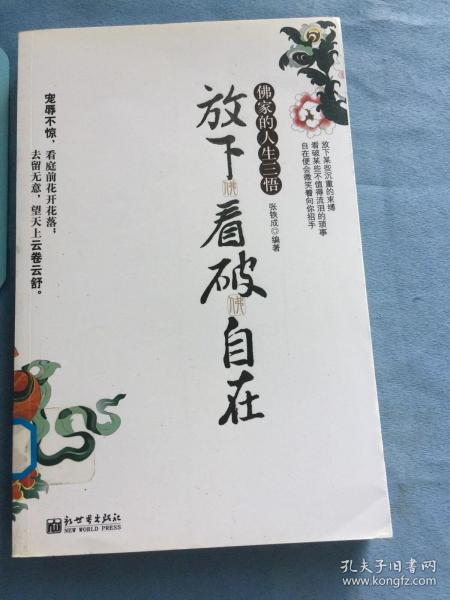 放下某些沉重的束缚
看破某些不值得流泪的琐事
自在便会微笑着向你招手
佛家的人生三悟
张铁成◎编著
放下
佛
看破
佛
自在
宠辱不惊，看庭前花开花落；
去留无意，望天上云卷云舒。
新世界出版社
NEW WORLD PRESS
孔夫子旧书网
www.kongfz.com